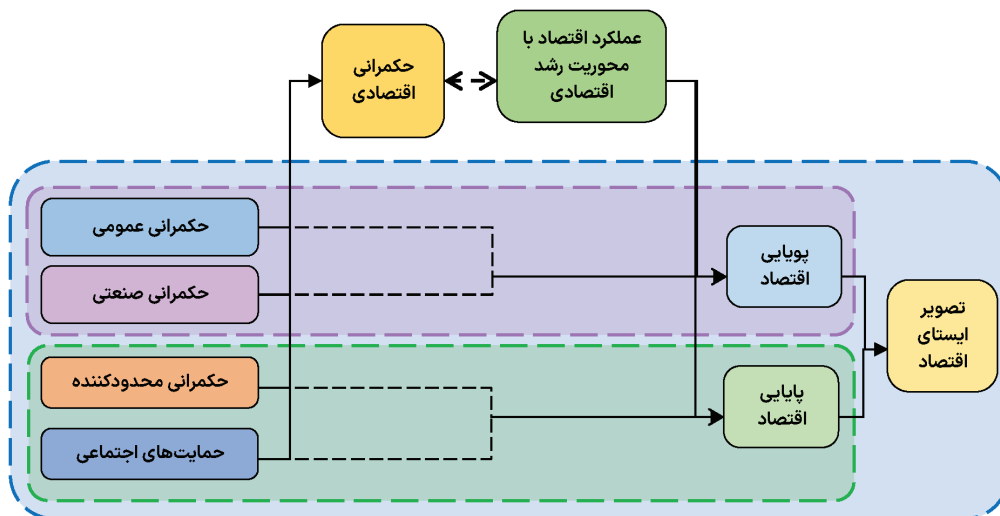 عملکرد اقتصاد با
محوریت رشد
اقتصادی
حکمرانی
اقتصادی
حکمرانی عمومی
حکمرانی صنعتی
پویایی
اقتصاد
حکمرانی محدودکننده
حمایت‌های اجتماعی
پایایی
اقتصاد
تصویر
ایستای
اقتصاد